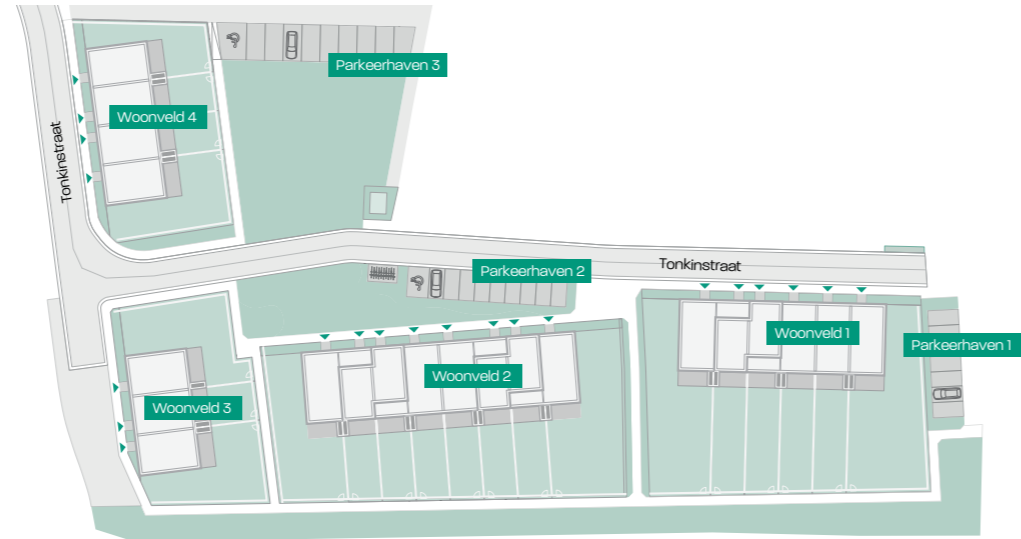 Parkeerhaven 3
Woonveld 4
Tonkinstraat
Tonkinstraat
Parkeerhaven 2
Woonveld 1
Parkeerhaven 1
Woonveld 2
Woonveld 3